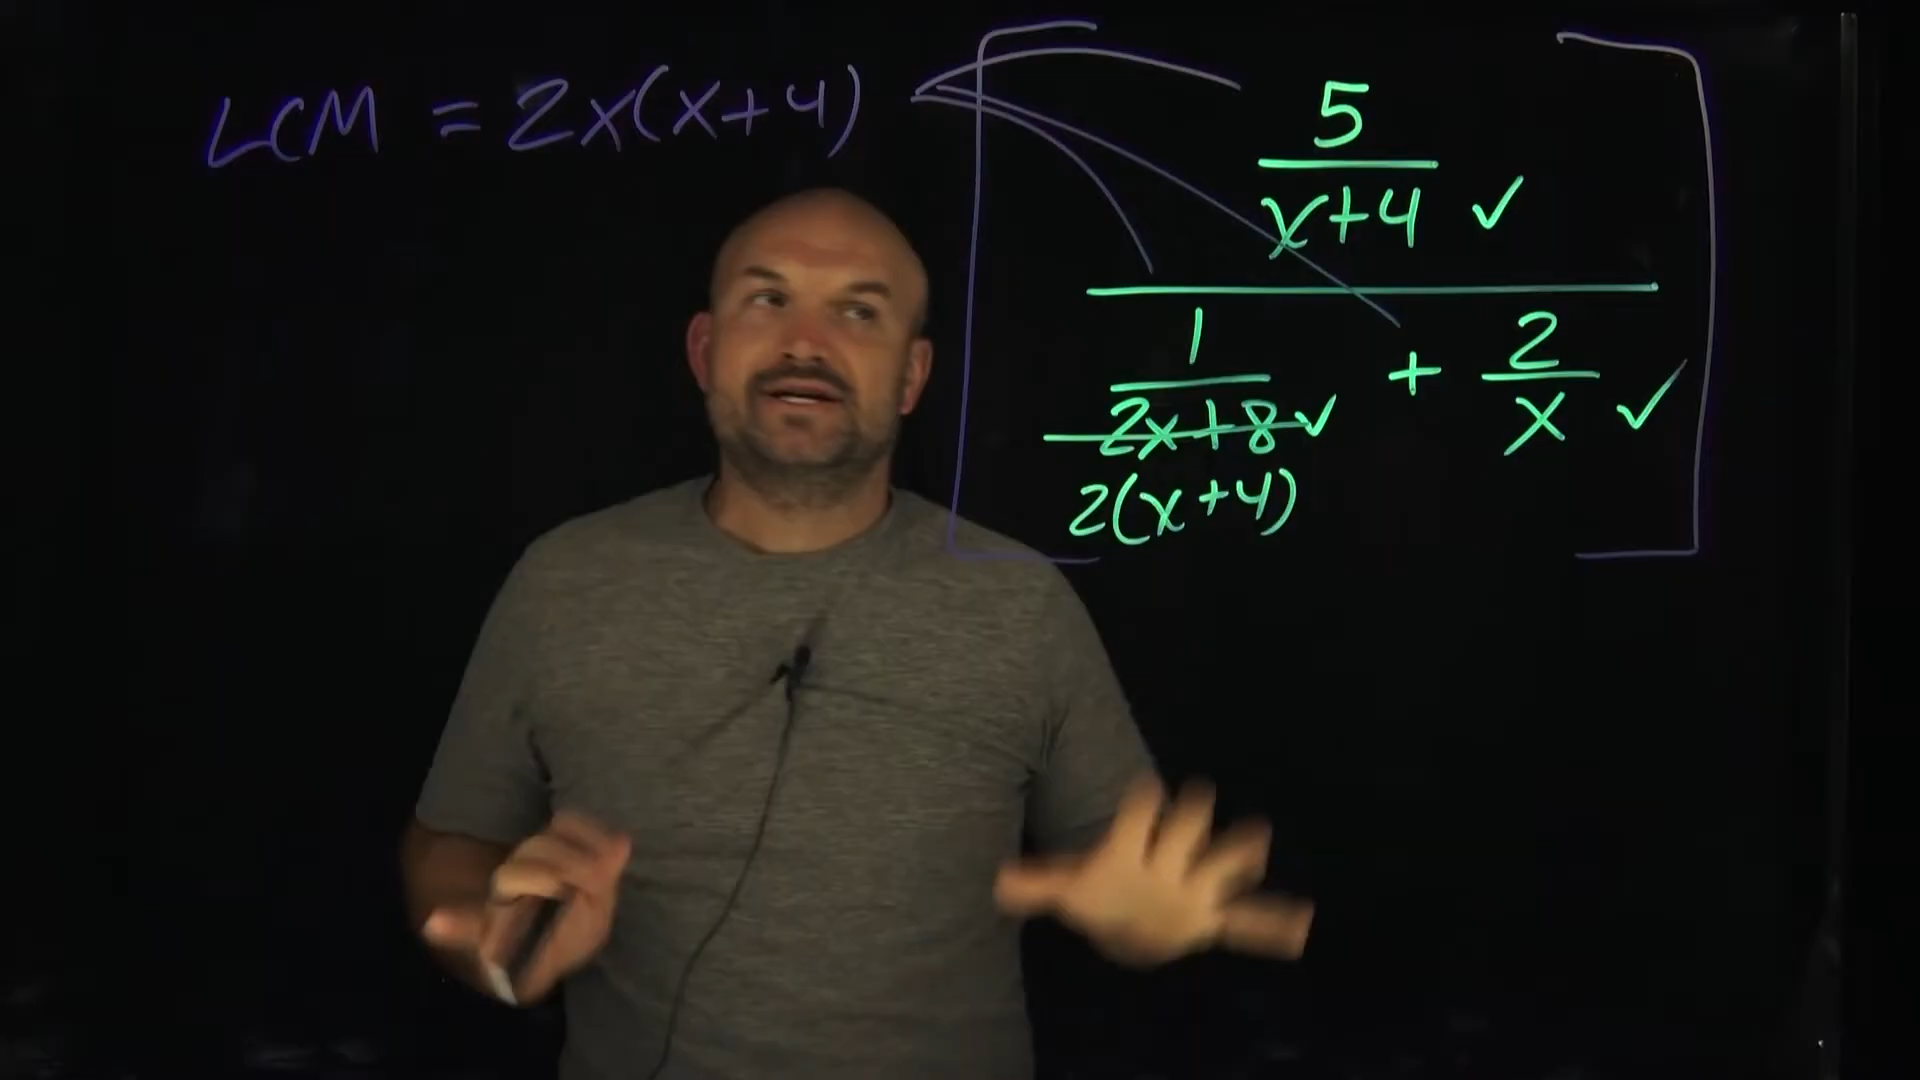 LCM = 2x(x+4)
5
x+4 ✓
1
2x+8 ✓
2(x+4)
+
2
x ✓